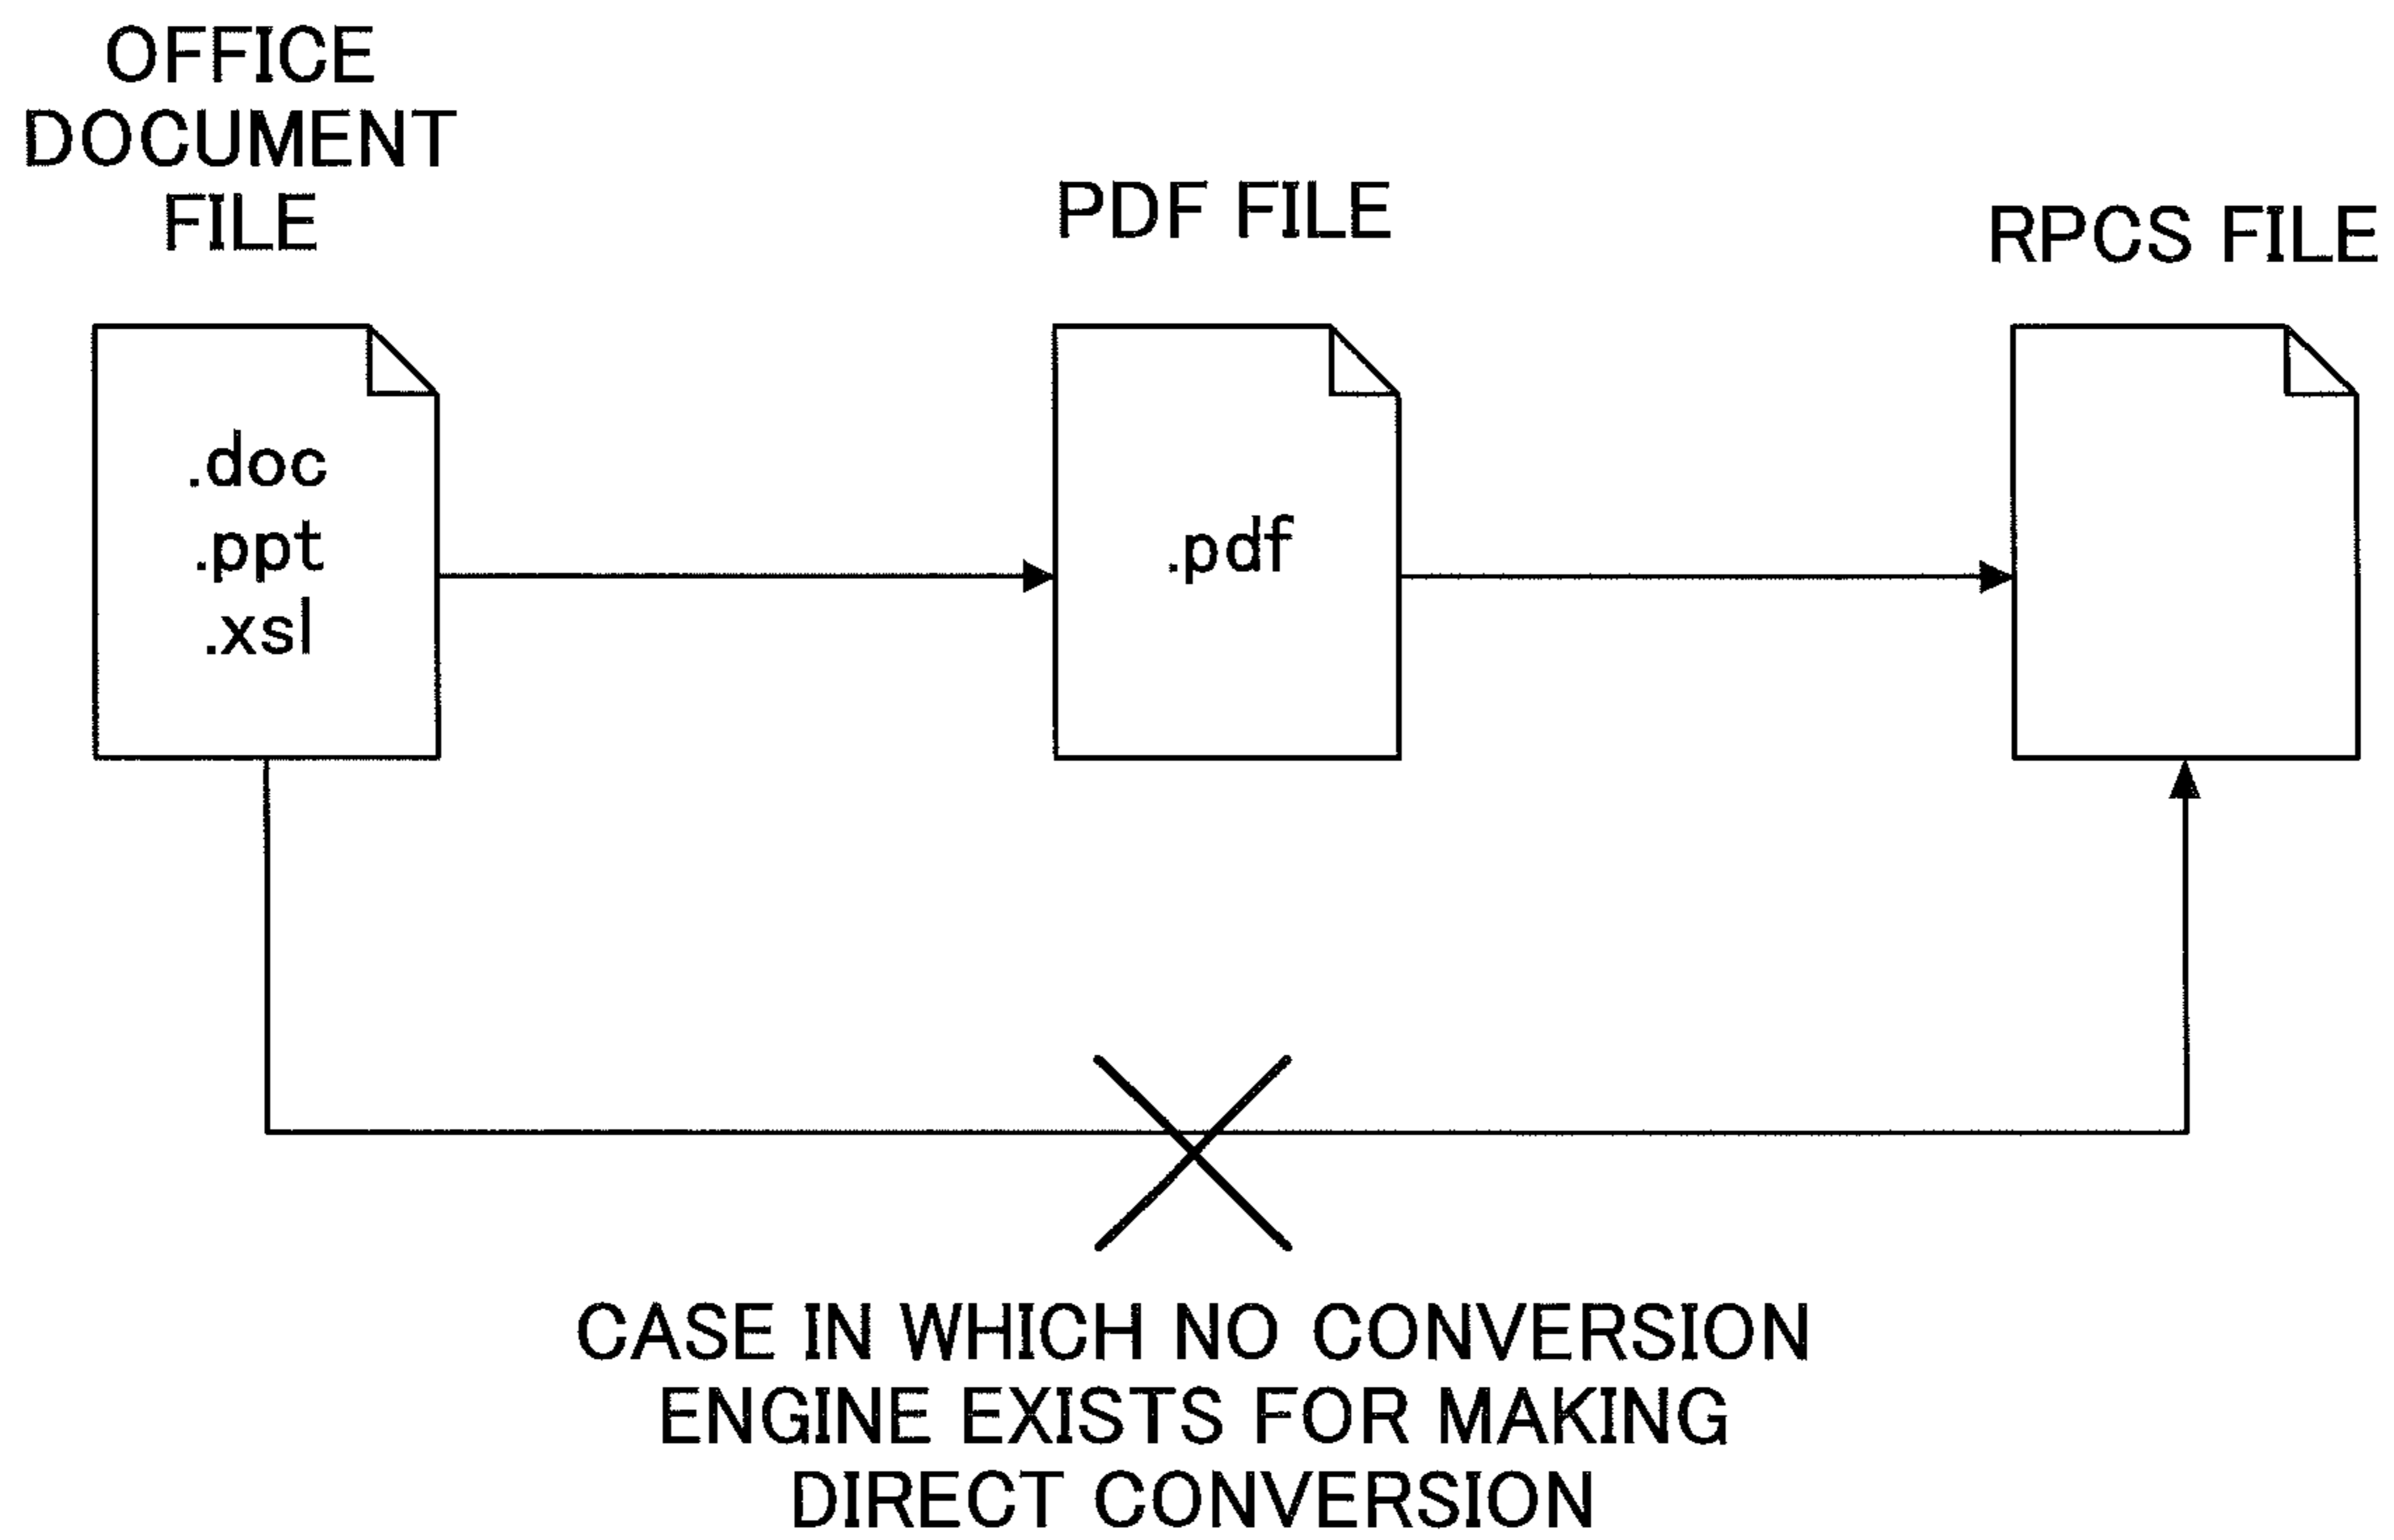 OFFICE
DOCUMENT
FILE
PDF FILE
RPCS FILE
.doc
.ppt
.xsl
.pdf
CASE IN WHICH NO CONVERSION
ENGINE EXISTS FOR MAKING
DIRECT CONVERSION